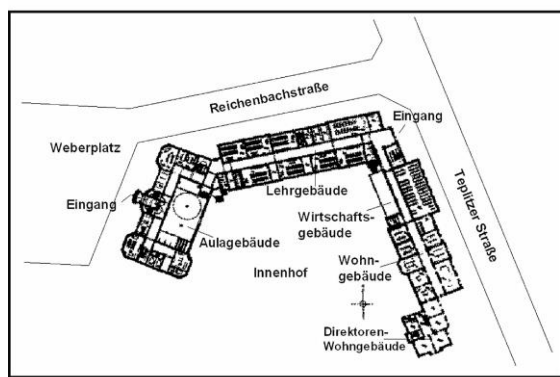 Reichenbachstraße
Weberplatz
Eingang
Eingang
Lehrgebäude
Teplitzer Straße
Wirtschafts-
gebäude
Aulagebäude
Innenhof
Wohn-
gebäude
Direktoren-
Wohngebäude